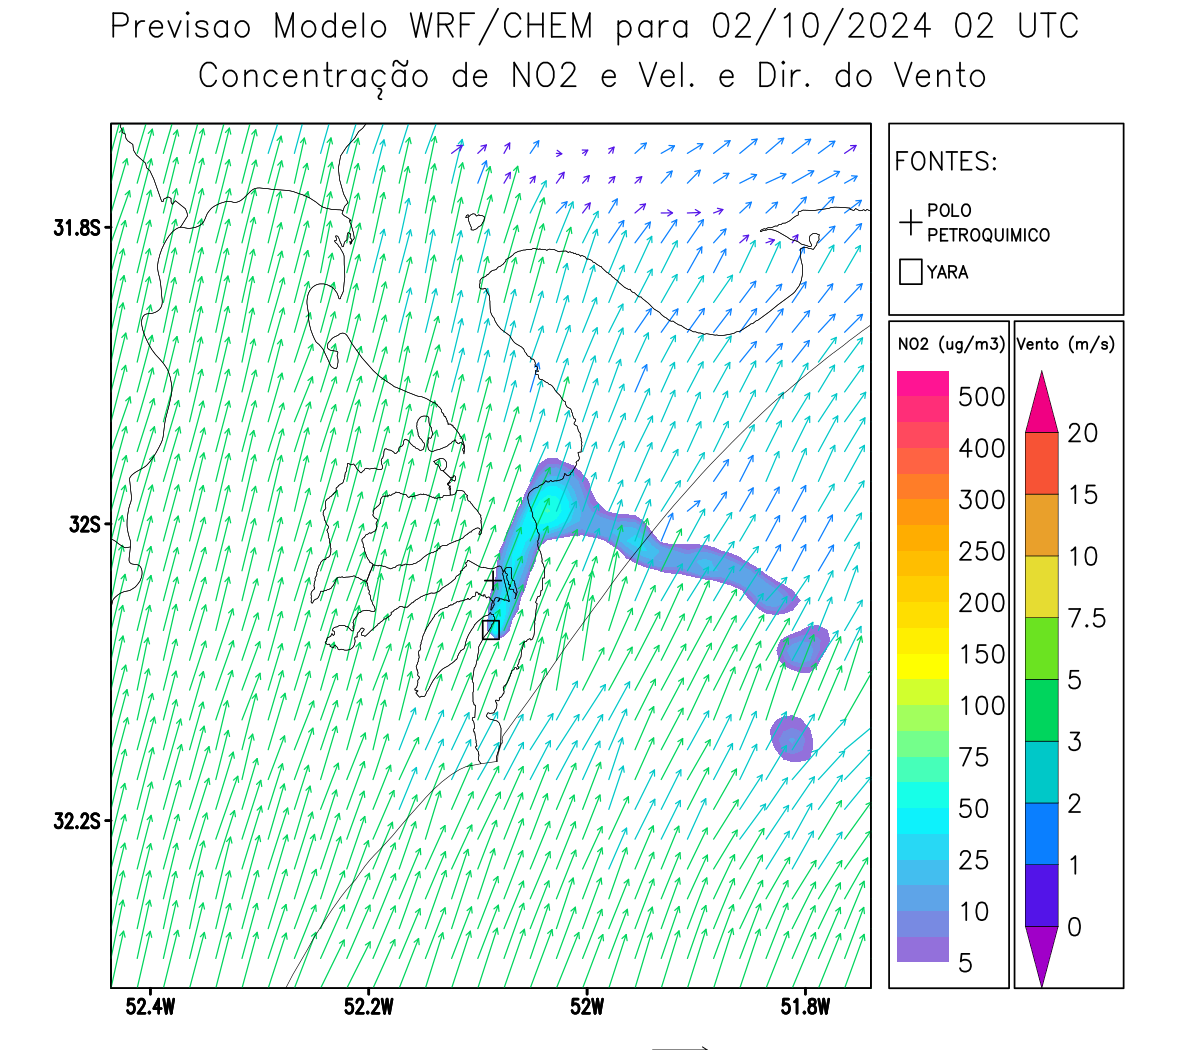 Previsao Modelo WRF/CHEM para 02/10/2024 02 UTC
Concentração de NO2 e Vel. e Dir. do Vento
FONTES:
POLO
PETROQUIMICO
YARA
NO2 (ug/m3)
500
400
300
250
200
150
100
75
50
25
10
5
Vento (m/s)
20
15
10
7.5
5
3
2
1
0
31.8S
32S
32.2S
52.4W
52.2W
52W
51.8W